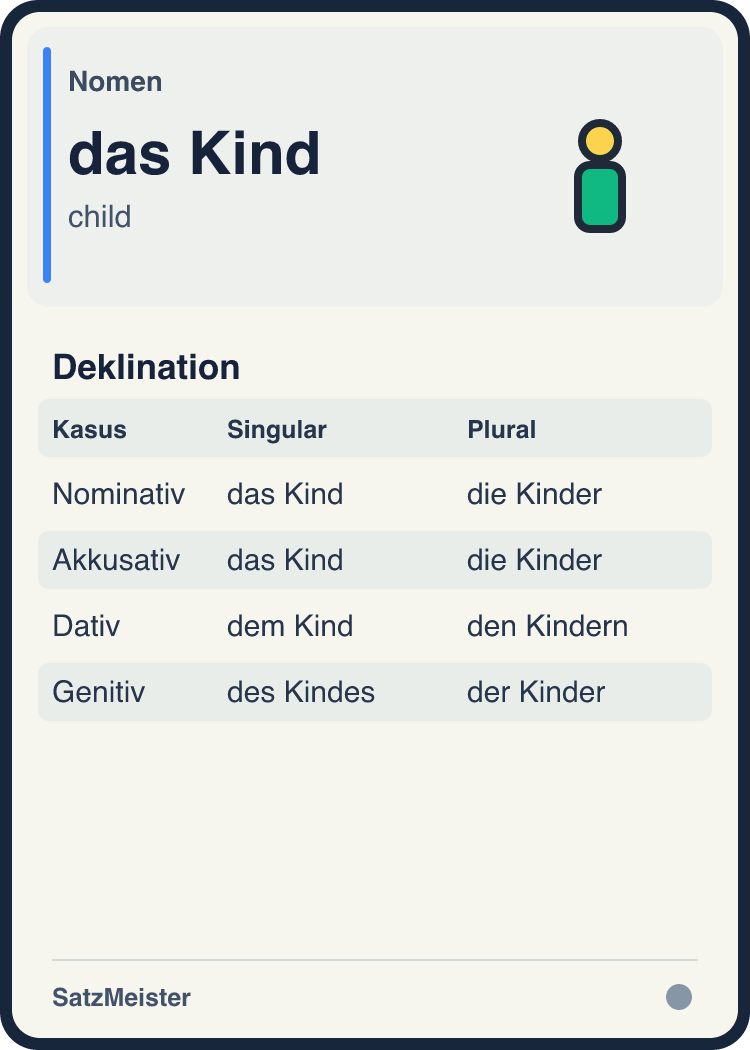 Nomen
das Kind
child
Deklination
Kasus Singular Plural
Nominativ das Kind die Kinder
Akkusativ das Kind die Kinder
Dativ dem Kind den Kindern
Genitiv des Kindes der Kinder
SatzMeister